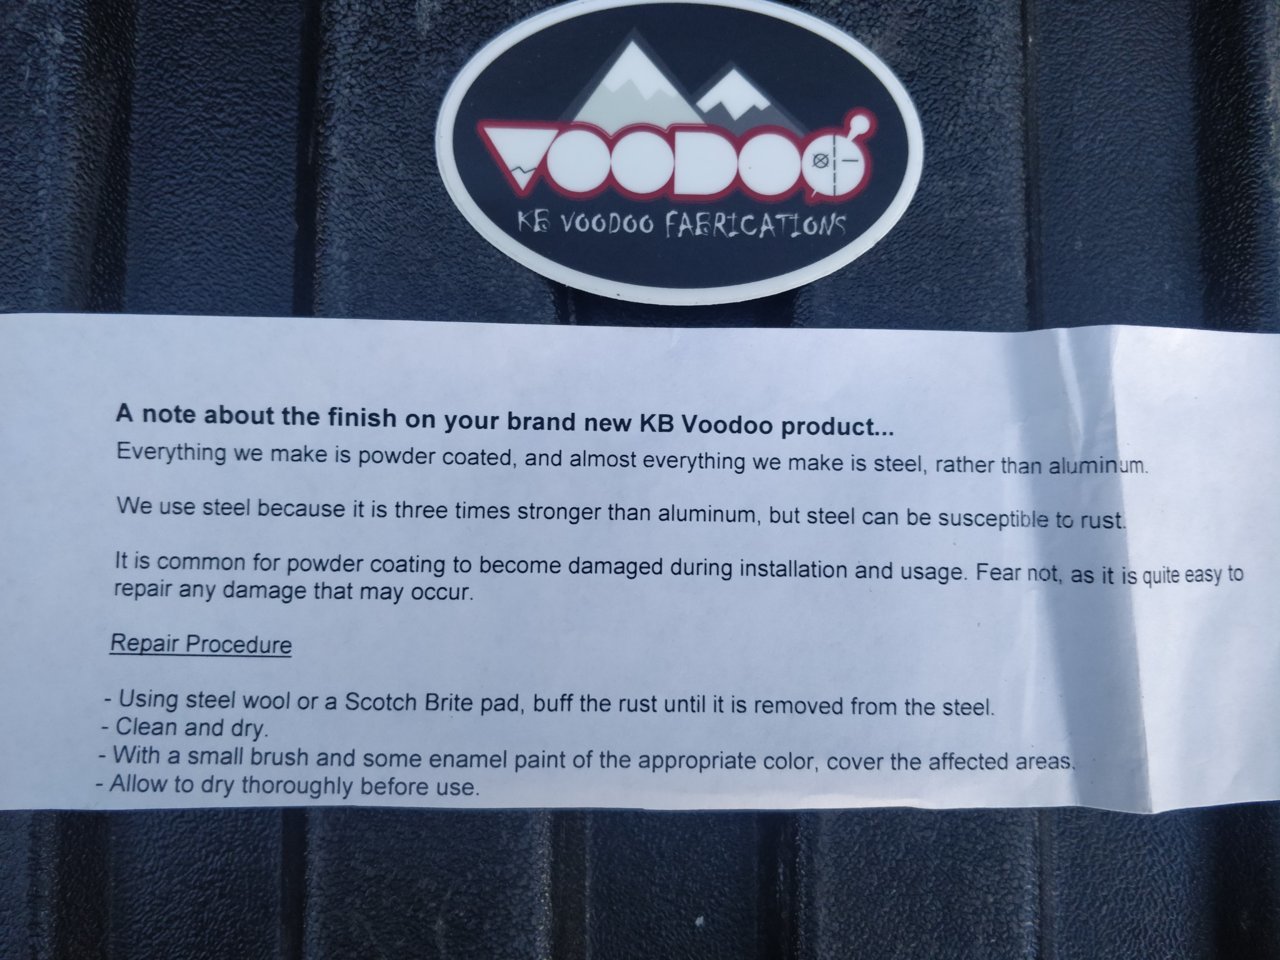 VOODOO
KB VOODOO FABRICATIONS
A note about the finish on your brand new KB Voodoo product...
Everything we make is powder coated, and almost everything we make is steel, rather than aluminum.
We use steel because it is three times stronger than aluminum, but steel can be susceptible to rust.
It is common for powder coating to become damaged during installation and usage. Fear not, as it is quite easy to
repair any damage that may occur.
Repair Procedure
- Using steel wool or a Scotch Brite pad, buff the rust until it is removed from the steel.
- Clean and dry.
- With a small brush and some enamel paint of the appropriate color, cover the affected areas.
- Allow to dry thoroughly before use.